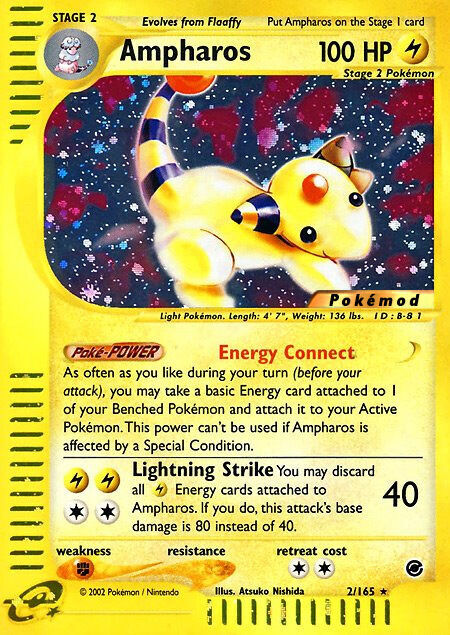 STAGE 2 Evolves from Flaaffy Put Ampharos on the Stage 1 card
Ampharos 100 HP
Stage 2 Pokémon
Pokémod
Light Pokémon. Length: 4' 7", Weight: 136 lbs. ID: B-81
Poké-POWER Energy Connect
As often as you like during your turn (before your
attack), you may take a basic Energy card attached to 1
of your Benched Pokémon and attach it to your Active
Pokémon. This power can't be used if Ampharos is
affected by a Special Condition.
Lightning Strike You may discard
all Energy cards attached to
Ampharos. If you do, this attack's base
damage is 80 instead of 40.
40
weakness resistance retreat cost
©2002 Pokémon / Nintendo Illus. Atsuko Nishida 2/165 ★
e